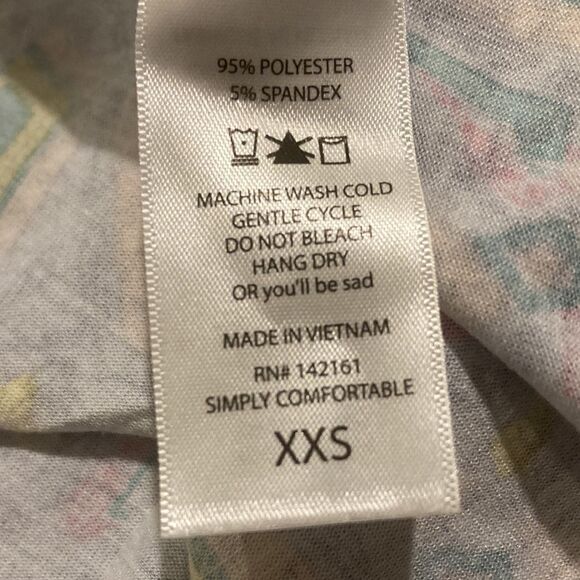 95% POLYESTER
5% SPANDEX
MACHINE WASH COLD
GENTLE CYCLE
DO NOT BLEACH
HANG DRY
OR you'll be sad
MADE IN VIETNAM
RN# 142161
SIMPLY COMFORTABLE
XXS